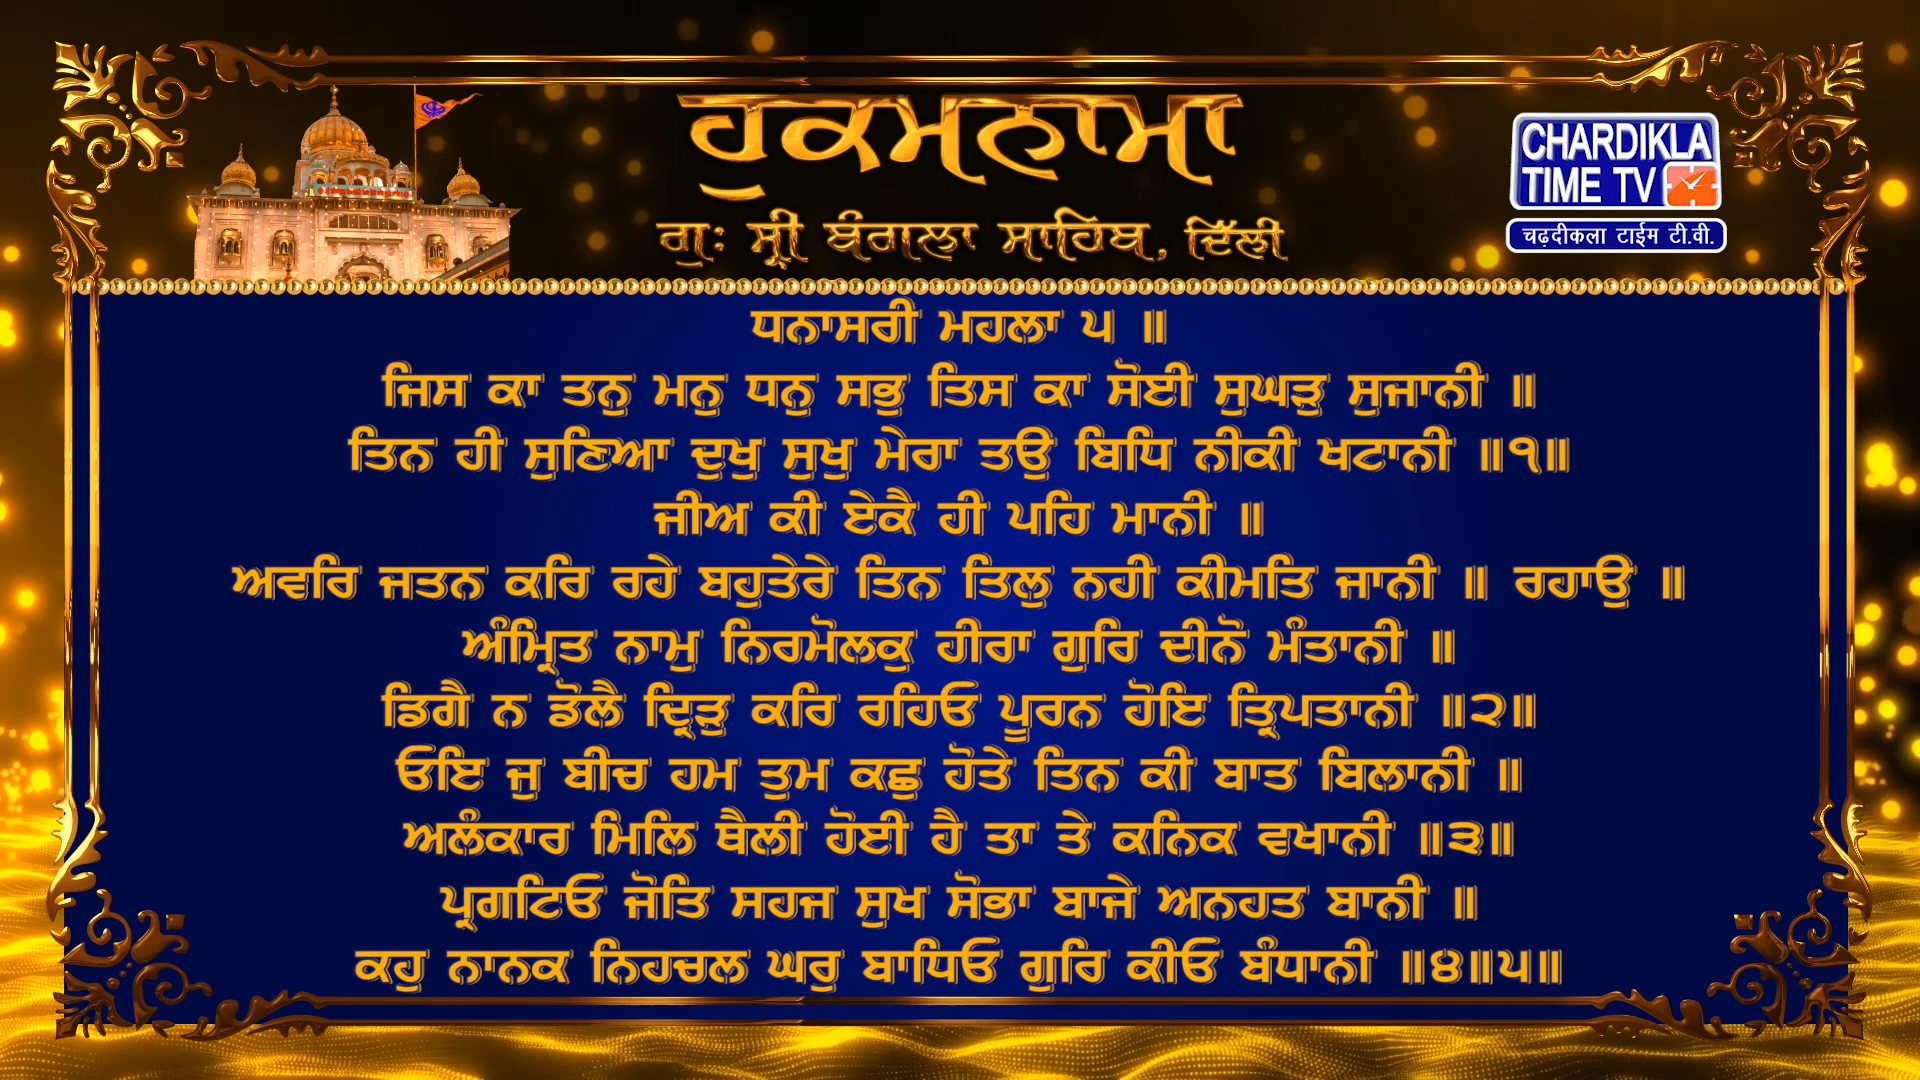 ਹੁਕਮਨਾਮਾ
ਗੁਃ ਸ੍ਰੀ ਬੰਗਲਾ ਸਾਹਿਬ, ਦਿੱਲੀ
CHARDIKLA
TIME TV
चढ़दीकला टाईम टी.वी.
ਧਨਾਸਰੀ ਮਹਲਾ ੫ ॥
ਜਿਸ ਕਾ ਤਨੁ ਮਨੁ ਧਨੁ ਸਭੁ ਤਿਸ ਕਾ ਸੋਈ ਸੁਘੜੁ ਸੁਜਾਨੀ ॥
ਤਿਨ ਹੀ ਸੁਣਿਆ ਦੁਖੁ ਸੁਖੁ ਮੇਰਾ ਤਉ ਬਿਧਿ ਨੀਕੀ ਖਟਾਨੀ ॥੧॥
ਜੀਅ ਕੀ ਏਕੈ ਹੀ ਪਹਿ ਮਾਨੀ ॥
ਅਵਰਿ ਜਤਨ ਕਰਿ ਰਹੇ ਬਹੁਤੇਰੇ ਤਿਨ ਤਿਲੁ ਨਹੀ ਕੀਮਤਿ ਜਾਨੀ ॥ ਰਹਾਉ ॥
ਅੰਮ੍ਰਿਤ ਨਾਮੁ ਨਿਰਮੋਲਕੁ ਹੀਰਾ ਗੁਰਿ ਦੀਨੋ ਮੰਤਾਨੀ ॥
ਡਿਗੈ ਨ ਡੋਲੈ ਦ੍ਰਿੜੁ ਕਰਿ ਰਹਿਓ ਪੂਰਨ ਹੋਇ ਤ੍ਰਿਪਤਾਨੀ ॥੨॥
ਓਇ ਜੁ ਬੀਚ ਹਮ ਤੁਮ ਕਛੁ ਹੋਤੇ ਤਿਨ ਕੀ ਬਾਤ ਬਿਲਾਨੀ ॥
ਅਲੰਕਾਰ ਮਿਲਿ ਥੈਲੀ ਹੋਈ ਹੈ ਤਾ ਤੇ ਕਨਿਕ ਵਖਾਨੀ ॥੩॥
ਪ੍ਰਗਟਿਓ ਜੋਤਿ ਸਹਜ ਸੁਖ ਸੋਭਾ ਬਾਜੇ ਅਨਹਤ ਬਾਨੀ ॥
ਕਹੁ ਨਾਨਕ ਨਿਹਚਲ ਘਰੁ ਬਾਧਿਓ ਗੁਰਿ ਕੀਓ ਬੰਧਾਨੀ ॥੪॥੫॥